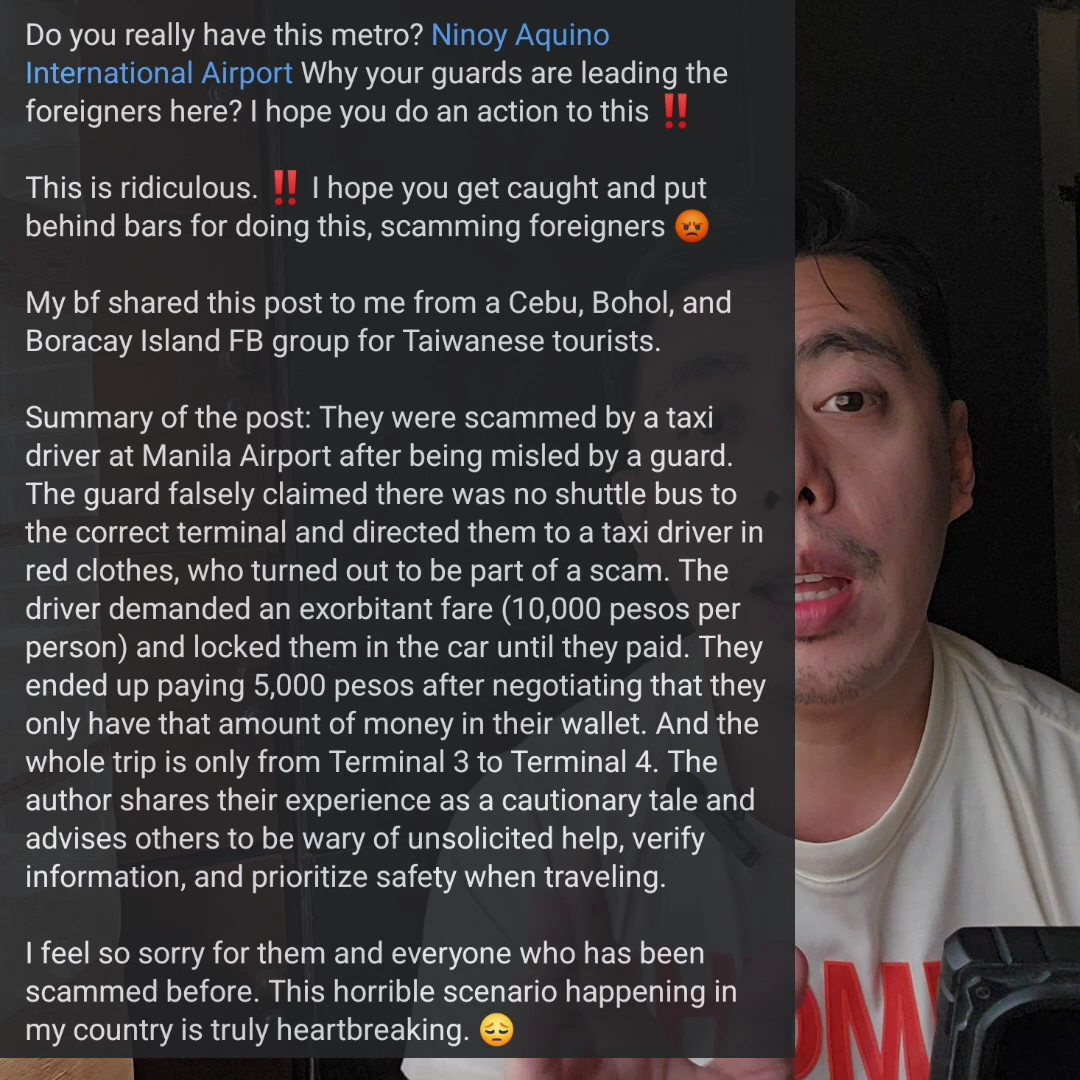 Do you really have this metro? Ninoy Aquino
International Airport Why your guards are leading the
foreigners here? I hope you do an action to this ‼️
This is ridiculous. ‼️ I hope you get caught and put
behind bars for doing this, scamming foreigners 😡
My bf shared this post to me from a Cebu, Bohol, and
Boracay Island FB group for Taiwanese tourists.
Summary of the post: They were scammed by a taxi
driver at Manila Airport after being misled by a guard.
The guard falsely claimed there was no shuttle bus to
the correct terminal and directed them to a taxi driver in
red clothes, who turned out to be part of a scam. The
driver demanded an exorbitant fare (10,000 pesos per
person) and locked them in the car until they paid. They
ended up paying 5,000 pesos after negotiating that they
only have that amount of money in their wallet. And the
whole trip is only from Terminal 3 to Terminal 4. The
author shares their experience as a cautionary tale and
advises others to be wary of unsolicited help, verify
information, and prioritize safety when traveling.
I feel so sorry for them and everyone who has been
scammed before. This horrible scenario happening in
my country is truly heartbreaking. 😔